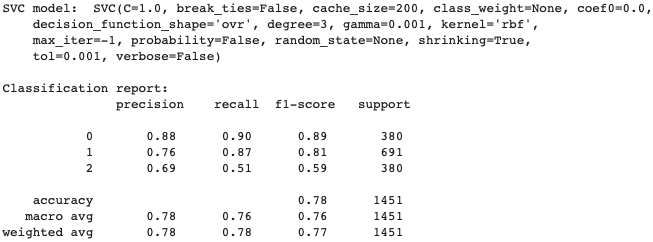 SVC model:  SVC(C=1.0, break_ties=False, cache_size=200, class_weight=None, coef0=0.0,
    decision_function_shape='ovr', degree=3, gamma=0.001, kernel='rbf',
    max_iter=-1, probability=False, random_state=None, shrinking=True,
    tol=0.001, verbose=False)
Classification report:
              precision    recall  f1-score   support
           0       0.88      0.90      0.89       380
           1       0.76      0.87      0.81       691
           2       0.69      0.51      0.59       380
    accuracy                           0.78      1451
   macro avg       0.78      0.76      0.76      1451
weighted avg       0.78      0.78      0.77      1451